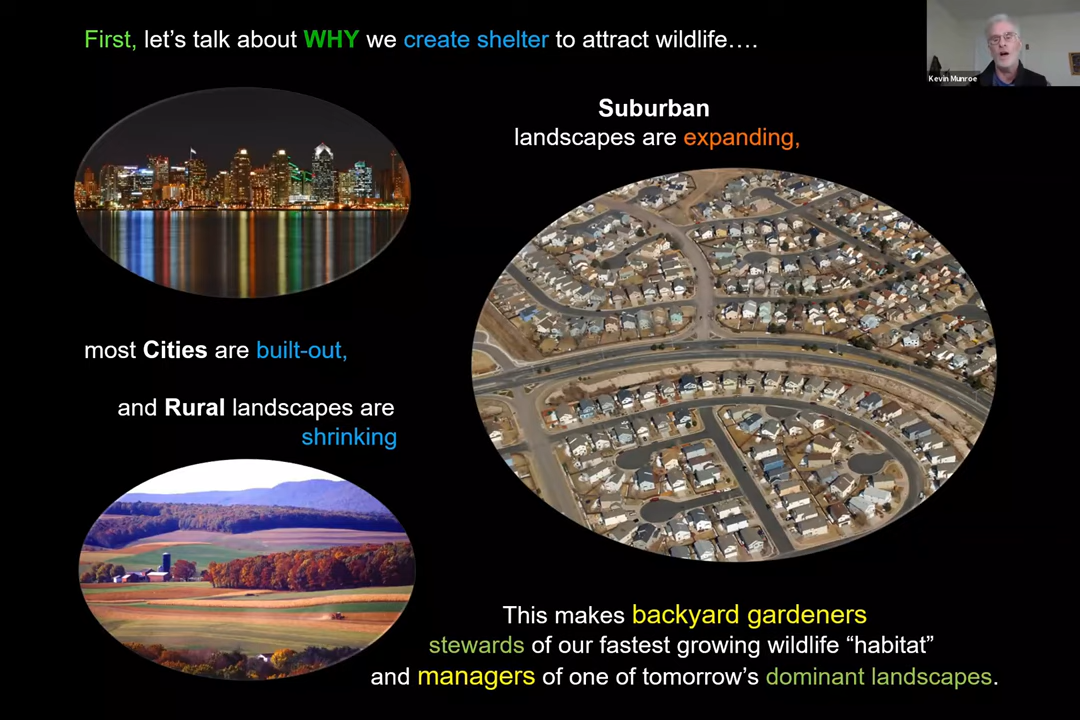 First, let’s talk about WHY we create shelter to attract wildlife….
Kevin Munroe
Suburban
landscapes are expanding,
most Cities are built-out,
and Rural landscapes are
shrinking
This makes backyard gardeners
stewards of our fastest growing wildlife “habitat”
and managers of one of tomorrow’s dominant landscapes.